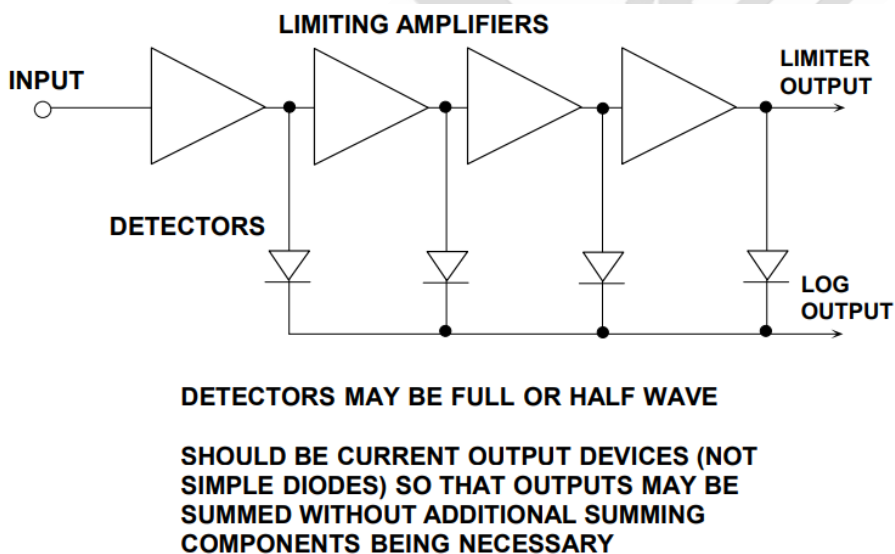 LIMITING AMPLIFIERS
INPUT
LIMITER
OUTPUT
DETECTORS
LOG
OUTPUT
DETECTORS MAY BE FULL OR HALF WAVE
SHOULD BE CURRENT OUTPUT DEVICES (NOT
SIMPLE DIODES) SO THAT OUTPUTS MAY BE
SUMMED WITHOUT ADDITIONAL SUMMING
COMPONENTS BEING NECESSARY